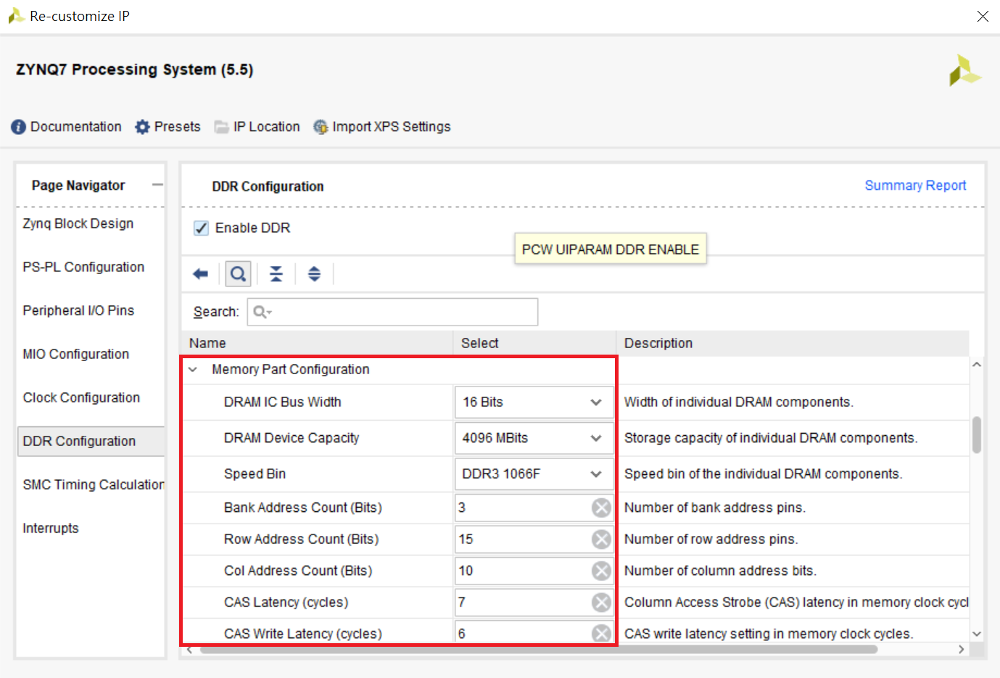 Re-customize IP
ZYNQ7 Processing System (5.5)
Documentation Presets IP Location Import XPS Settings
Page Navigator
Zynq Block Design
PS-PL Configuration
Peripheral I/O Pins
MIO Configuration
Clock Configuration
DDR Configuration
SMC Timing Calculation
Interrupts
DDR Configuration Summary Report
Enable DDR
PCW UIPARAM DDR ENABLE
Search:
Name Select Description
Memory Part Configuration
DRAM IC Bus Width 16 Bits Width of individual DRAM components.
DRAM Device Capacity 4096 MBits Storage capacity of individual DRAM components.
Speed Bin DDR3 1066F Speed bin of the individual DRAM components.
Bank Address Count (Bits) 3 Number of bank address pins.
Row Address Count (Bits) 15 Number of row address pins.
Col Address Count (Bits) 10 Number of column address bits.
CAS Latency (cycles) 7 Column Access Strobe (CAS) latency in memory clock cycl
CAS Write Latency (cycles) 6 CAS write latency setting in memory clock cycles.